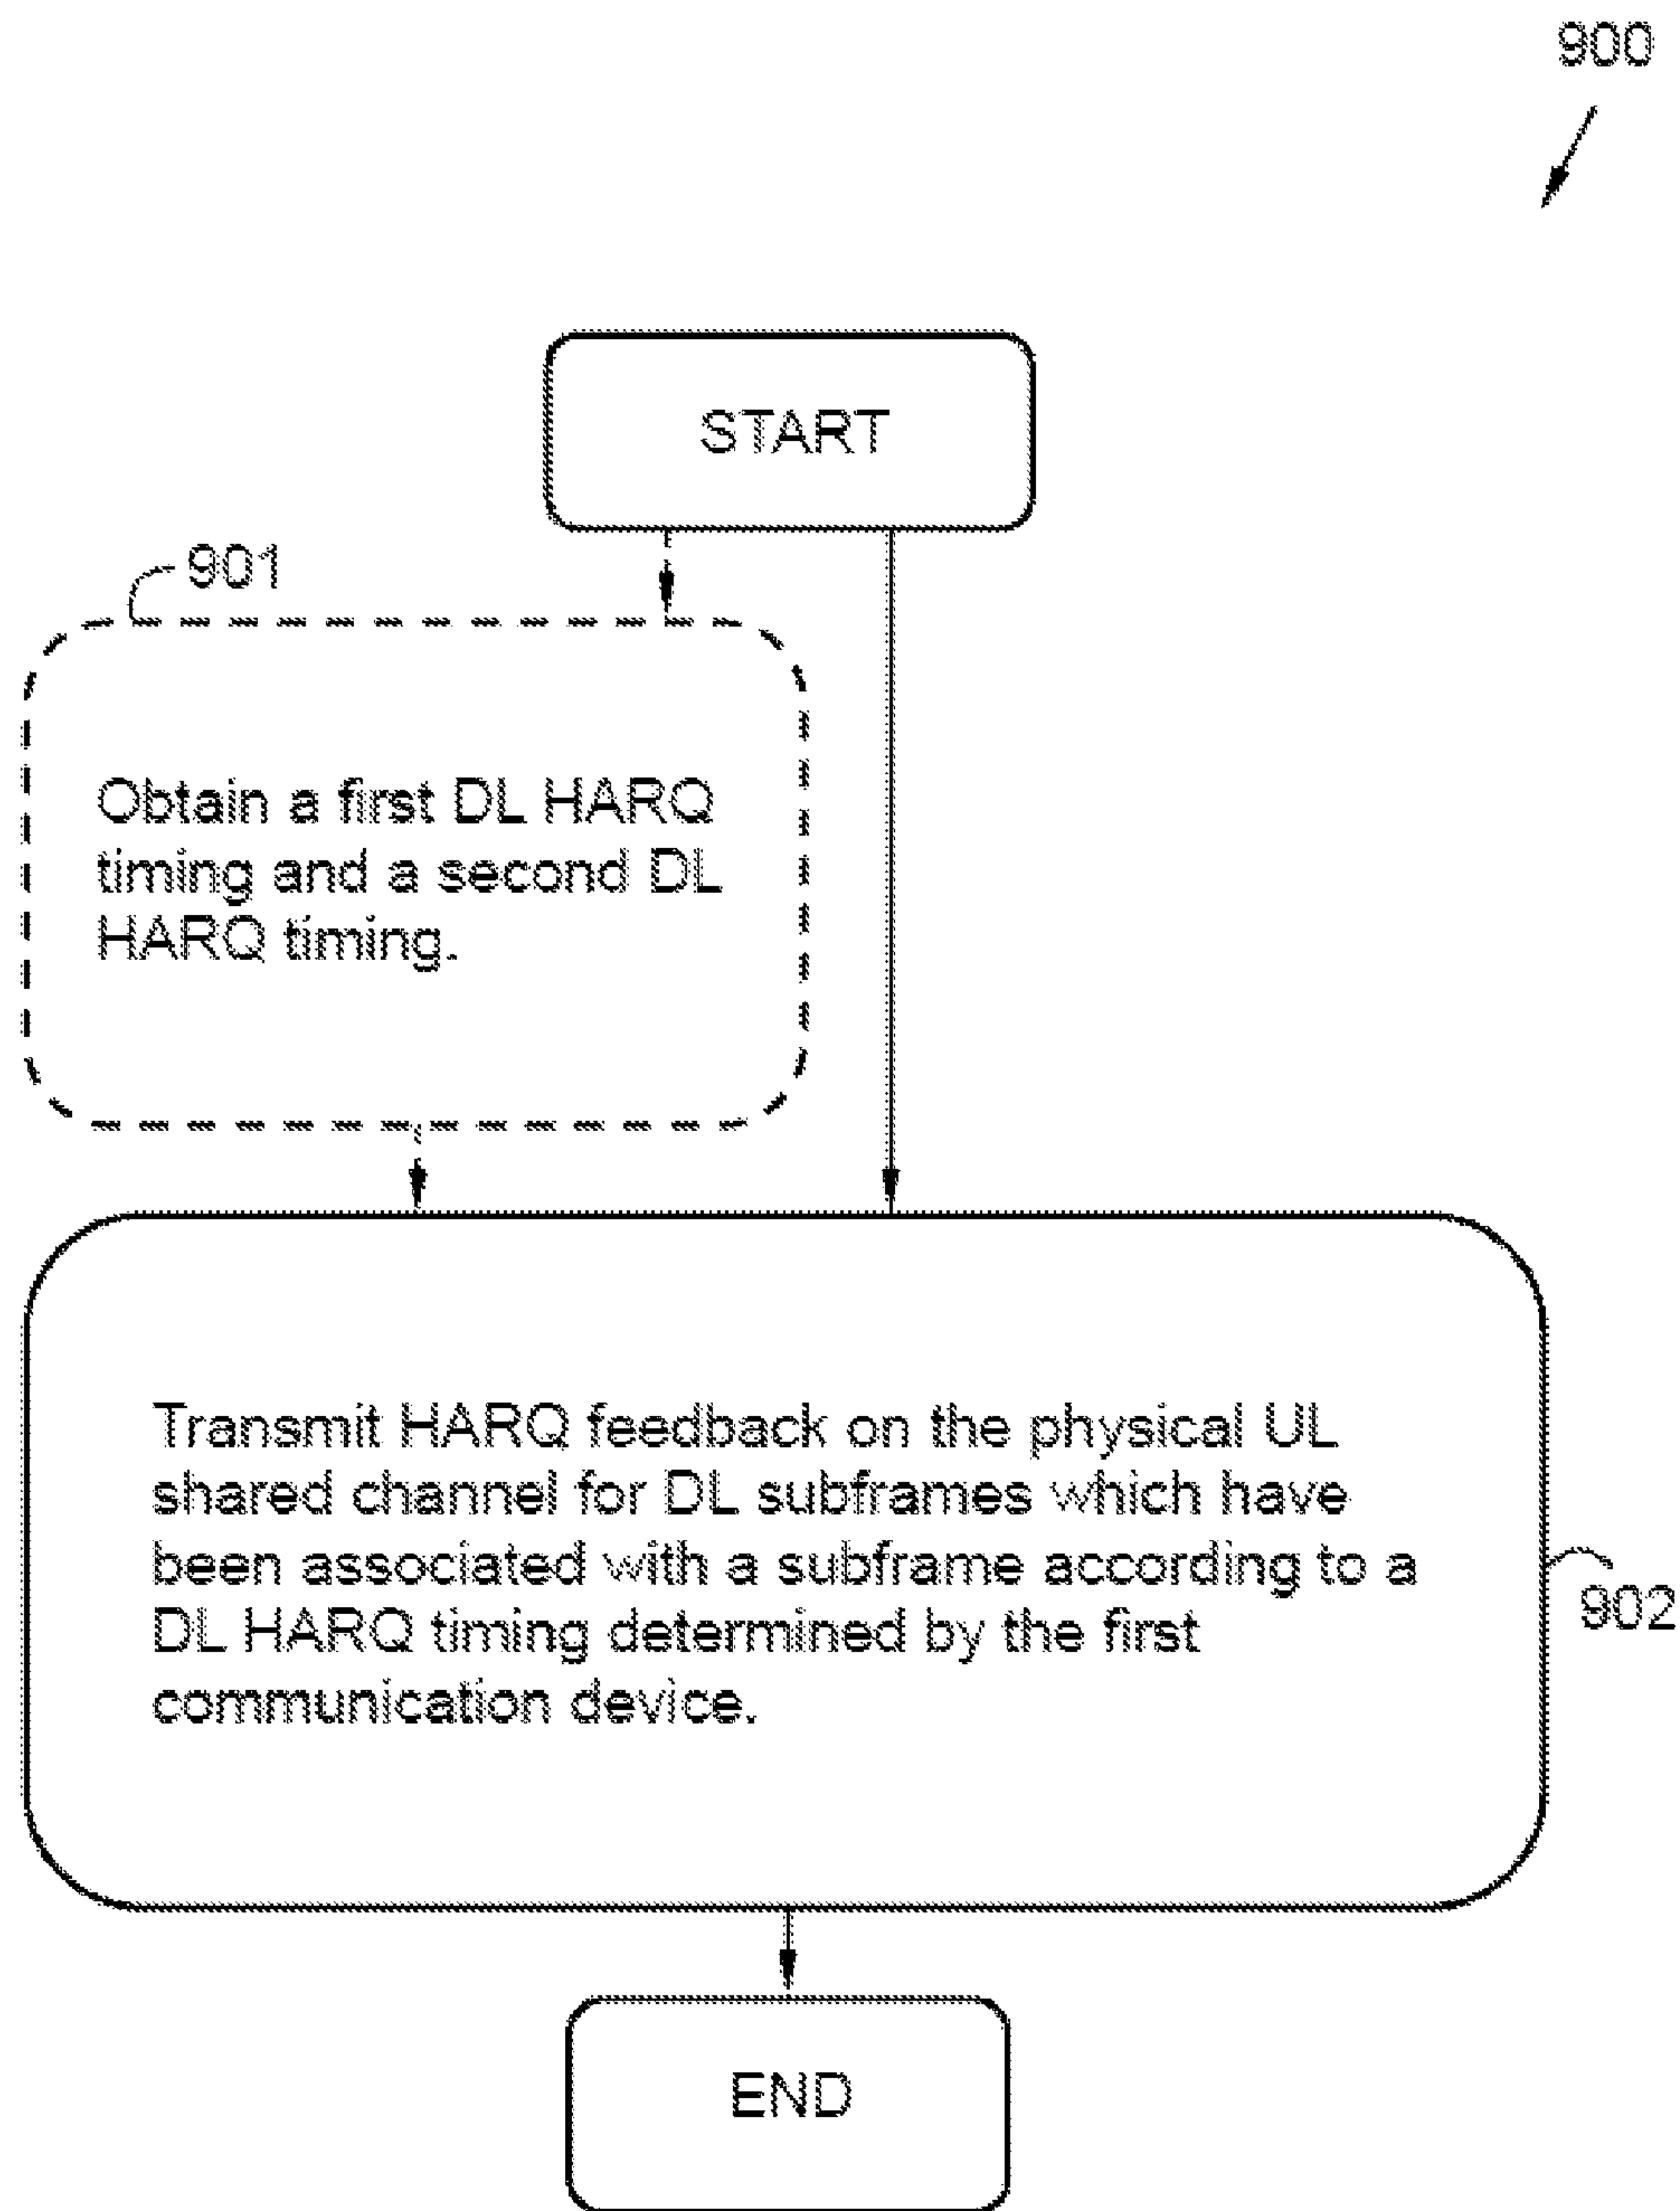 900
START
901
Obtain a first DL HARQ
timing and a second DL
HARQ timing.
Transmit HARQ feedback on the physical UL
shared channel for DL subframes which have
been associated with a subframe according to a
DL HARQ timing determined by the first
communication device.
902
END